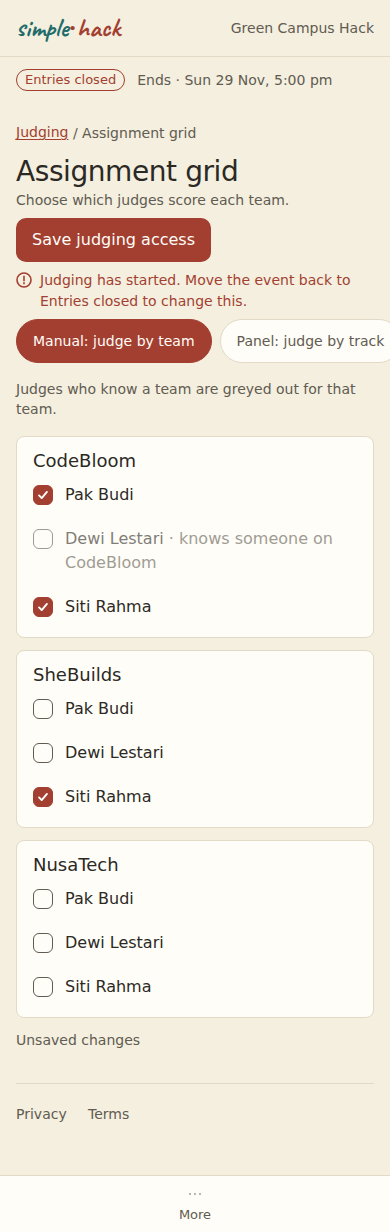 simple•hack
Green Campus Hack
Entries closed
Ends · Sun 29 Nov, 5:00 pm
Judging / Assignment grid
Assignment grid
Choose which judges score each team.
Save judging access
Judging has started. Move the event back to
Entries closed to change this.
Manual: judge by team
Panel: judge by track
Judges who know a team are greyed out for that
team.
CodeBloom
Pak Budi
Dewi Lestari · knows someone on
CodeBloom
Siti Rahma
SheBuilds
Pak Budi
Dewi Lestari
Siti Rahma
NusaTech
Pak Budi
Dewi Lestari
Siti Rahma
Unsaved changes
Privacy
Terms
More